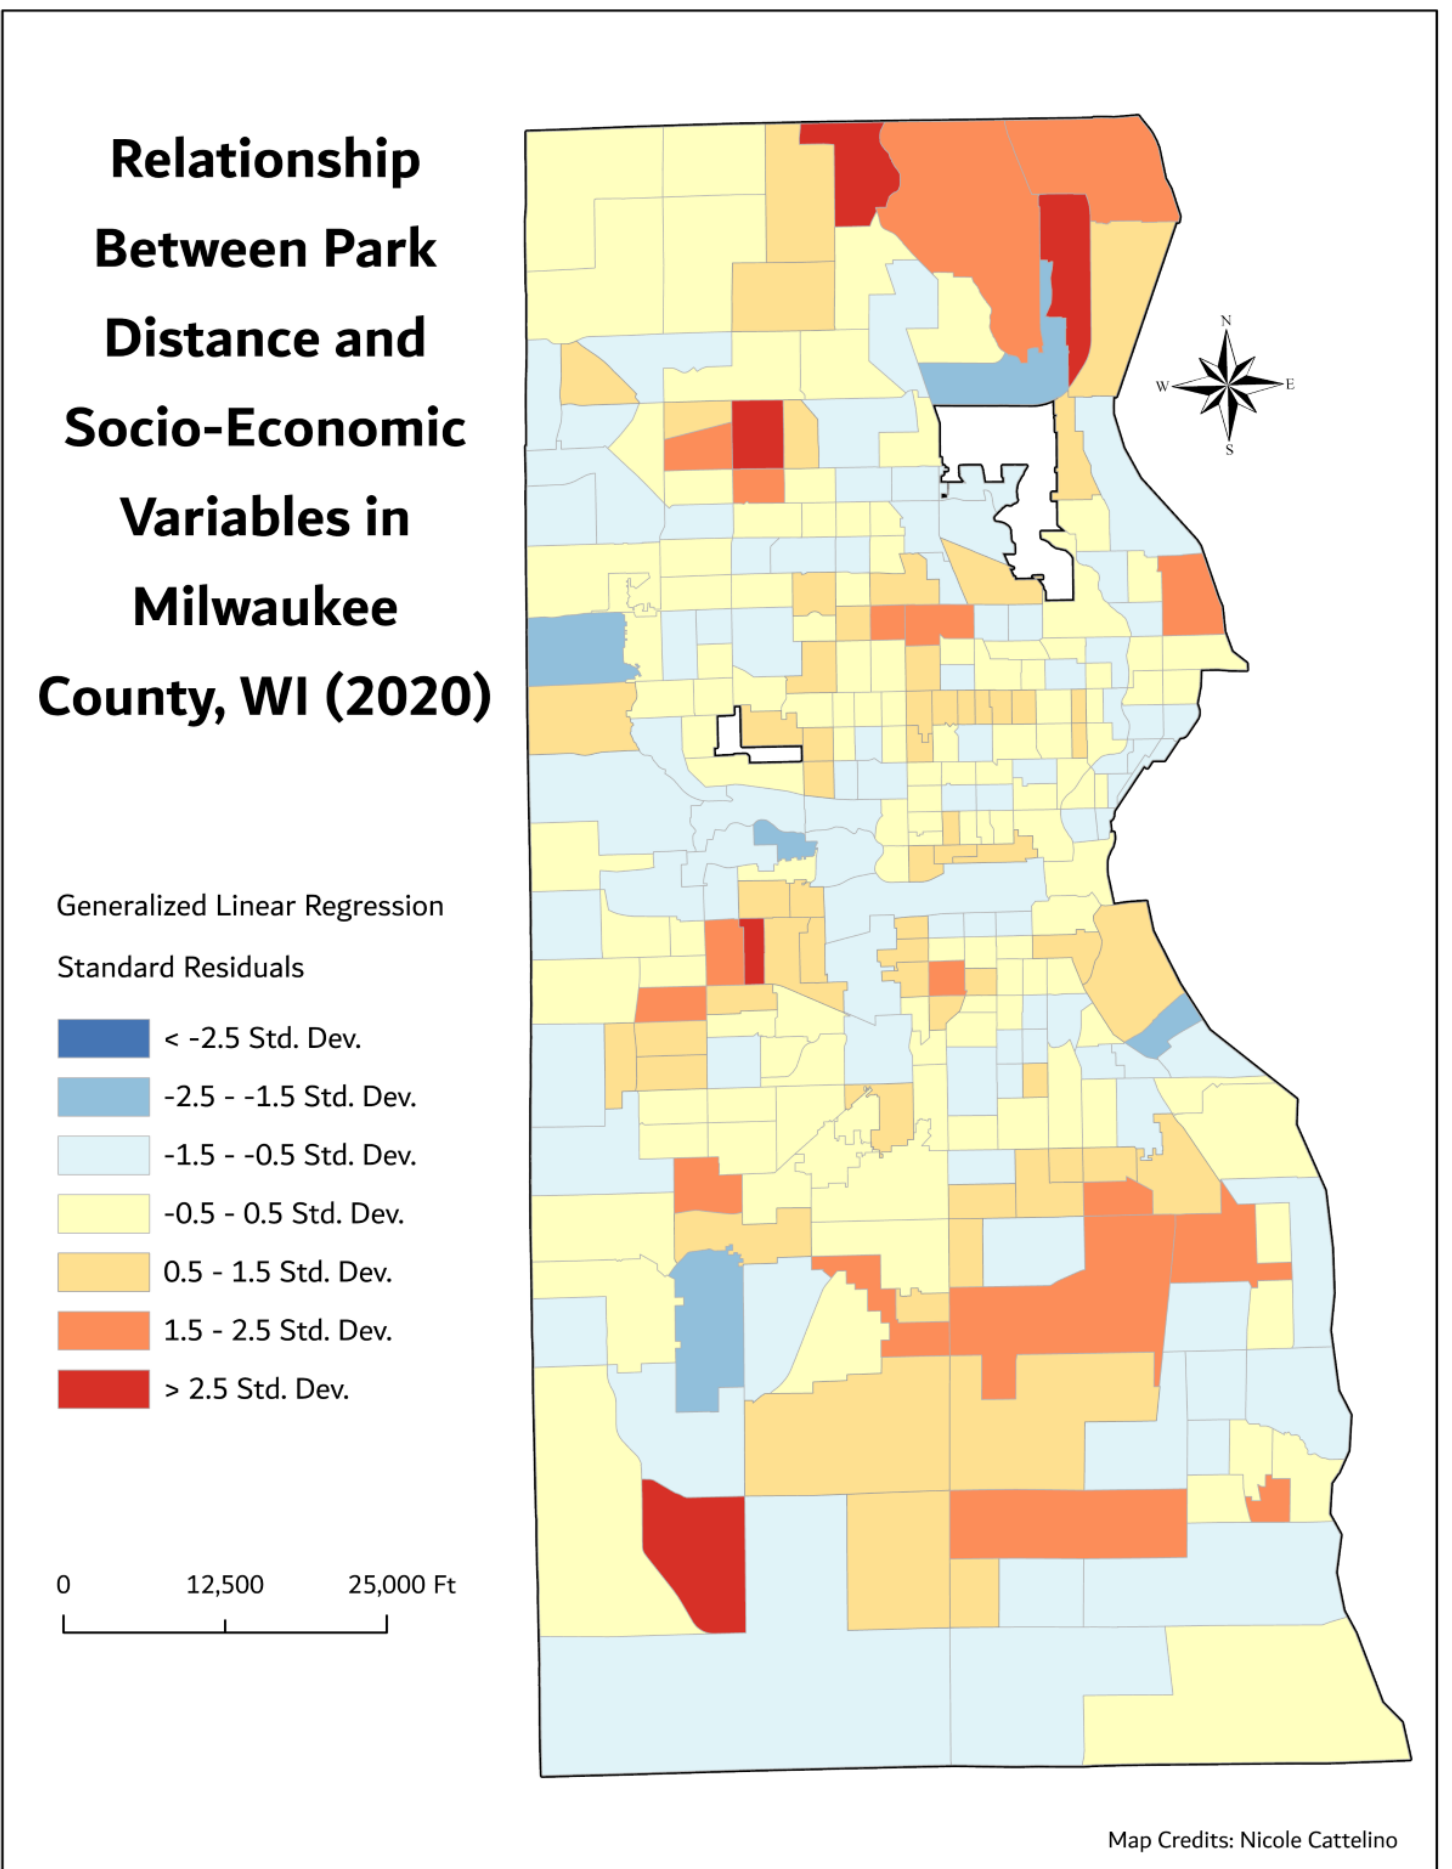 Relationship
Between Park
Distance and
Socio-Economic
Variables in
Milwaukee
County, WI (2020)
N
W
E
S
Generalized Linear Regression
Standard Residuals
< -2.5 Std. Dev.
-2.5 - -1.5 Std. Dev.
-1.5 - -0.5 Std. Dev.
-0.5 - 0.5 Std. Dev.
0.5 - 1.5 Std. Dev.
1.5 - 2.5 Std. Dev.
> 2.5 Std. Dev.
0 12,500 25,000 Ft
Map Credits: Nicole Cattelino